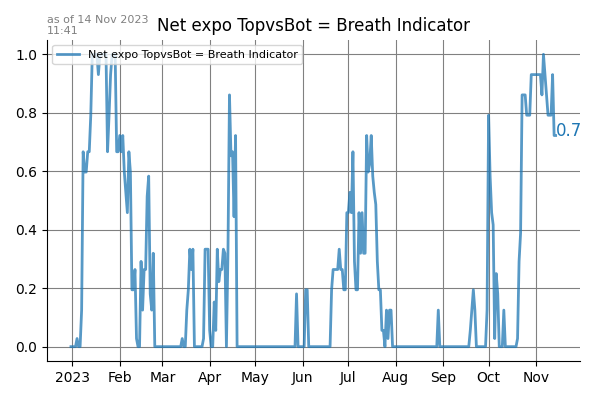 as of 14 Nov 2023
11:41
Net expo TopvsBot = Breath Indicator
Net expo TopvsBot = Breath Indicator
1.0
0.8
0.7
0.6
0.4
0.2
0.0
2023 Feb Mar Apr May Jun Jul Aug Sep Oct Nov